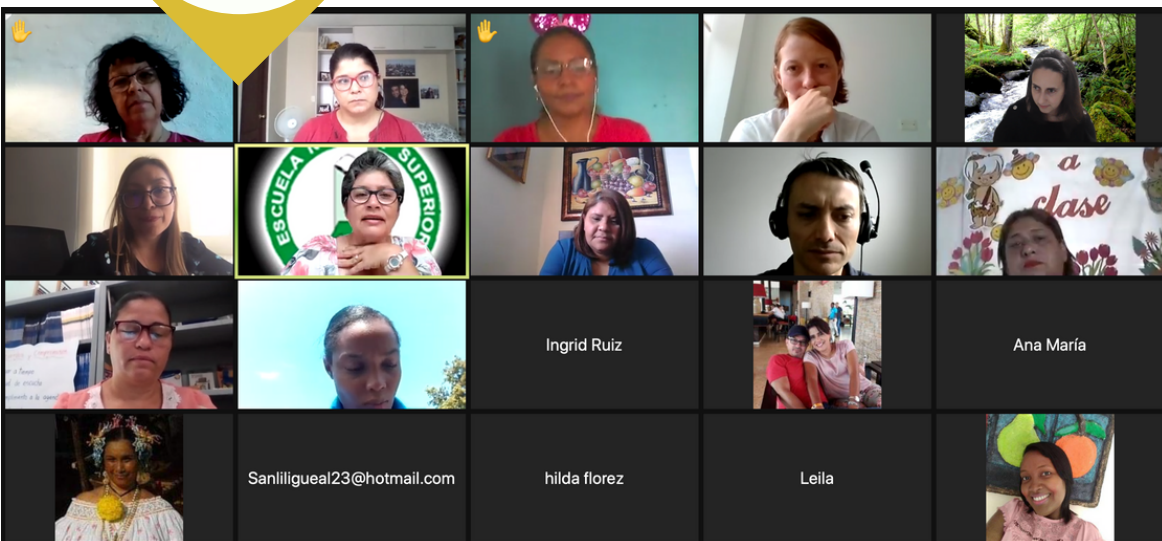 ESCUELA N
SUPERIOR
a
clase
Ingrid Ruiz
Ana María
Sanliligueal23@hotmail.com
hilda florez
Leila